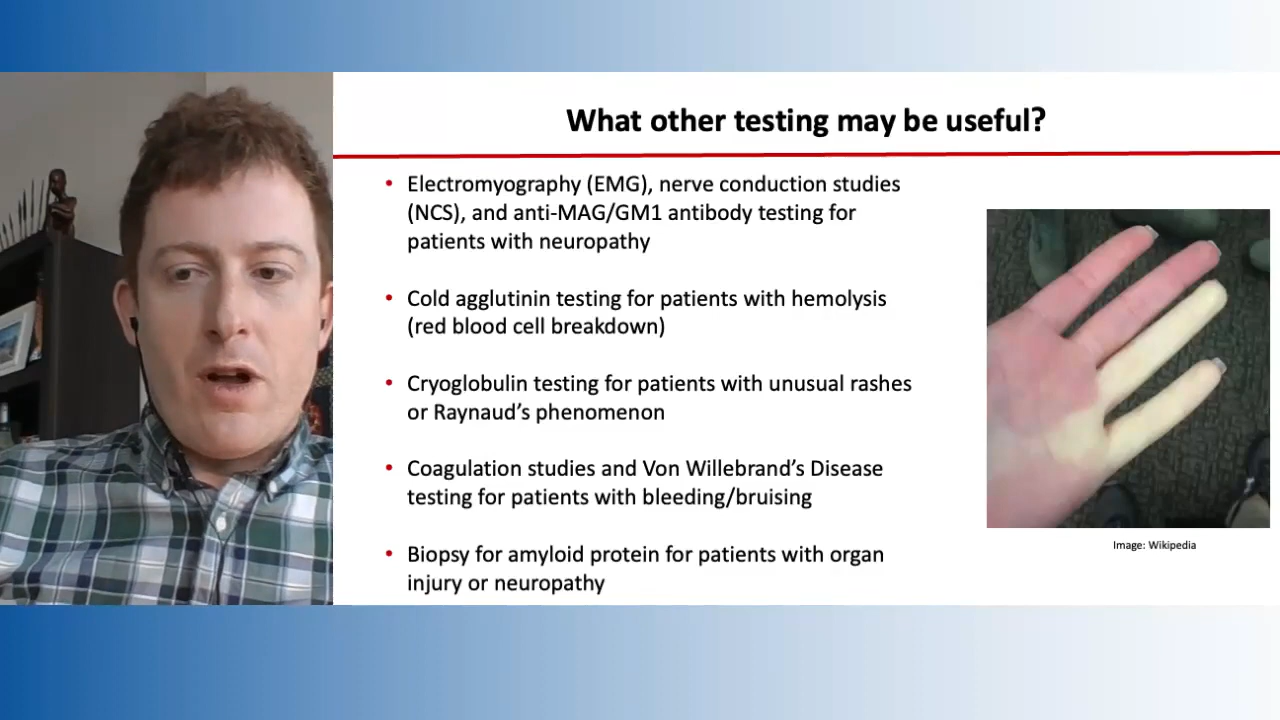 What other testing may be useful?
• Electromyography (EMG), nerve conduction studies
(NCS), and anti-MAG/GM1 antibody testing for
patients with neuropathy
• Cold agglutinin testing for patients with hemolysis
(red blood cell breakdown)
• Cryoglobulin testing for patients with unusual rashes
or Raynaud’s phenomenon
• Coagulation studies and Von Willebrand’s Disease
testing for patients with bleeding/bruising
• Biopsy for amyloid protein for patients with organ
injury or neuropathy
Image: Wikipedia